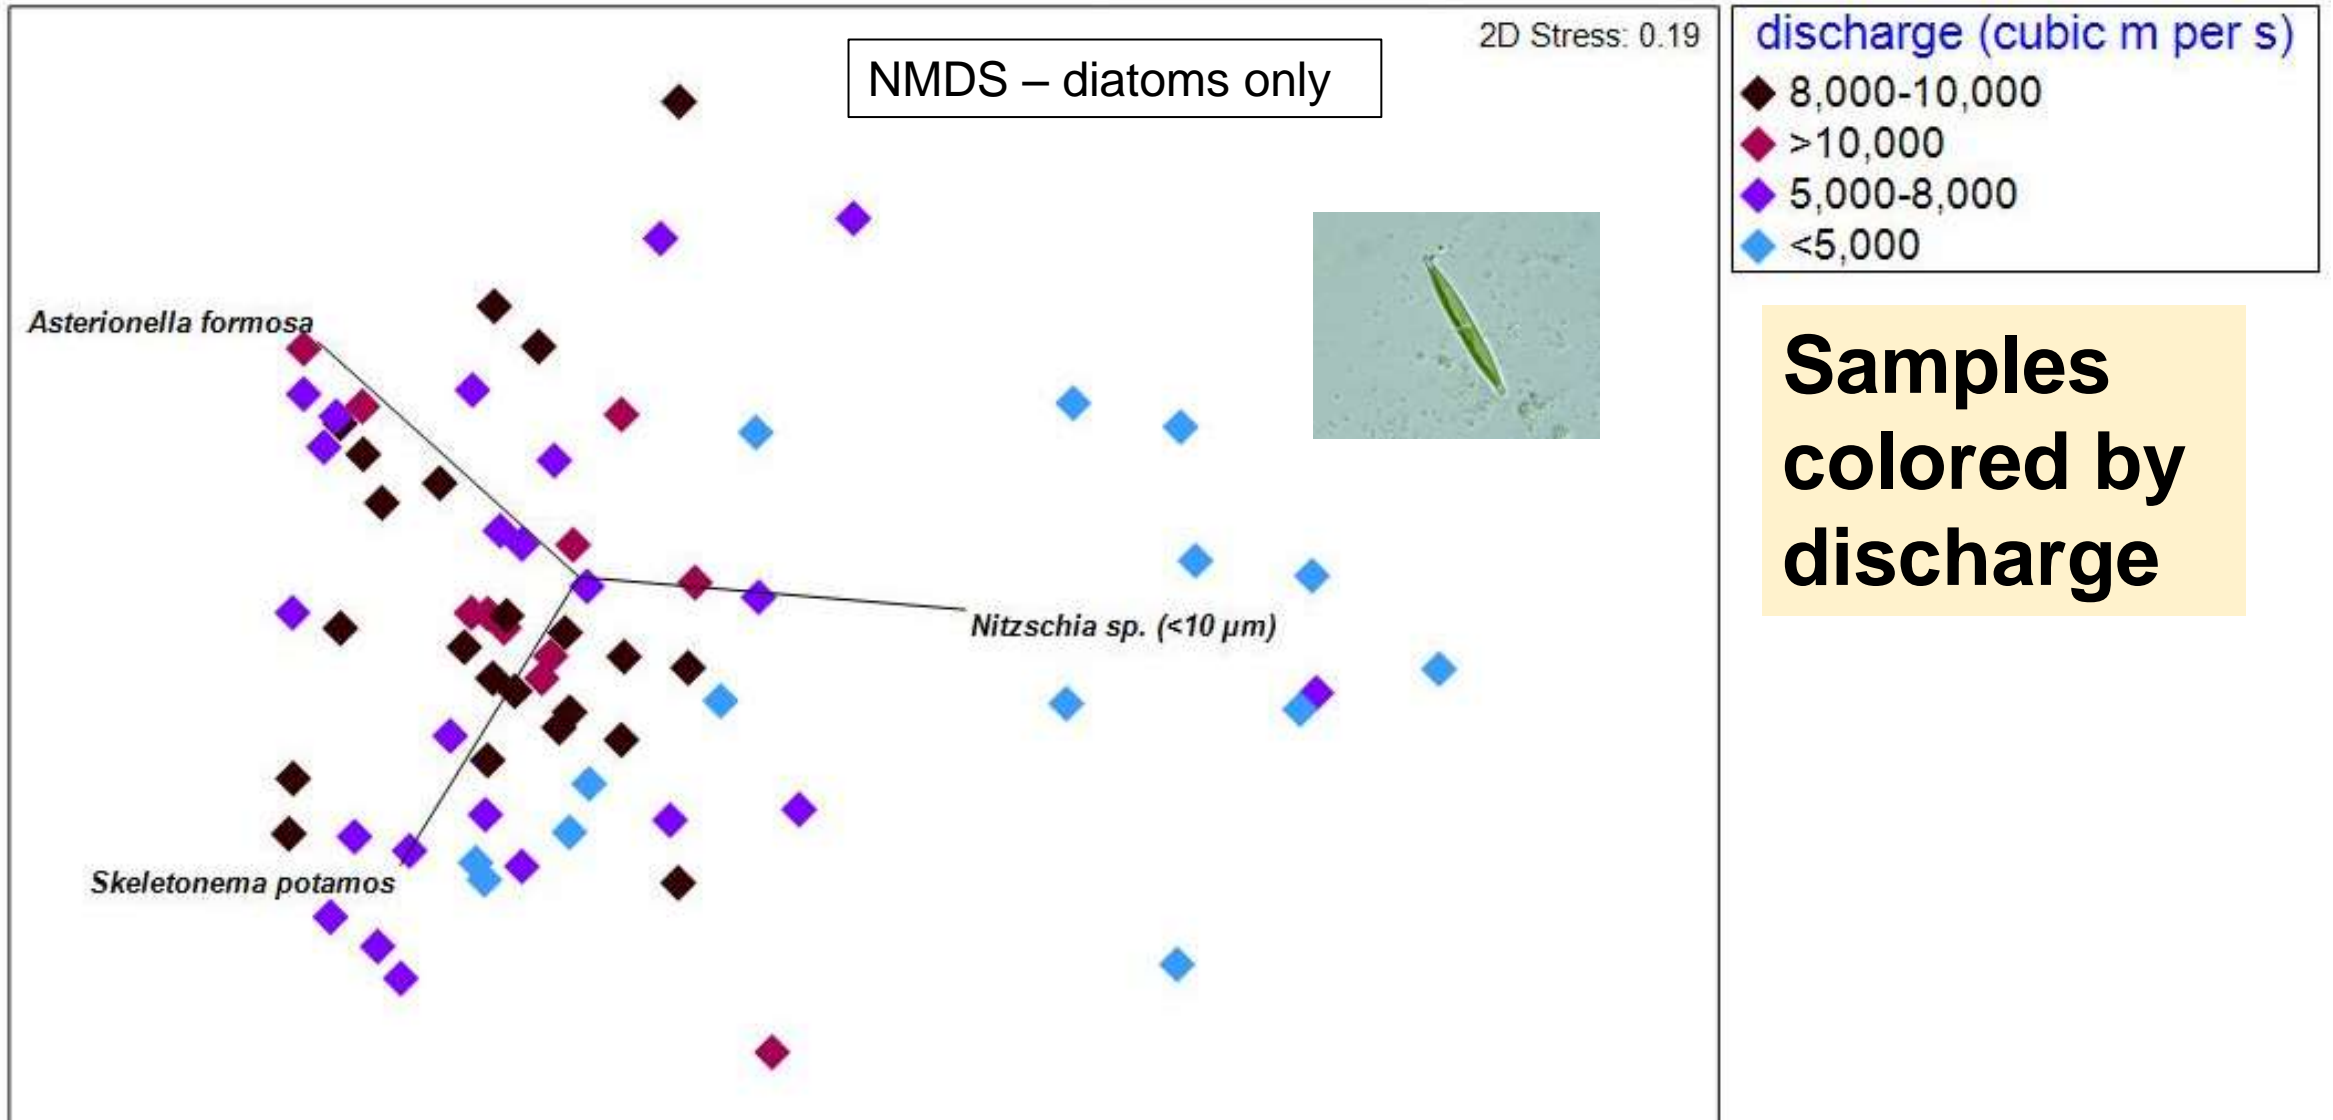 2D Stress: 0.19
NMDS – diatoms only
discharge (cubic m per s)
8,000-10,000
>10,000
5,000-8,000
<5,000
Asterionella formosa
Samples
colored by
discharge
Nitzschia sp. (<10 µm)
Skeletonema potamos